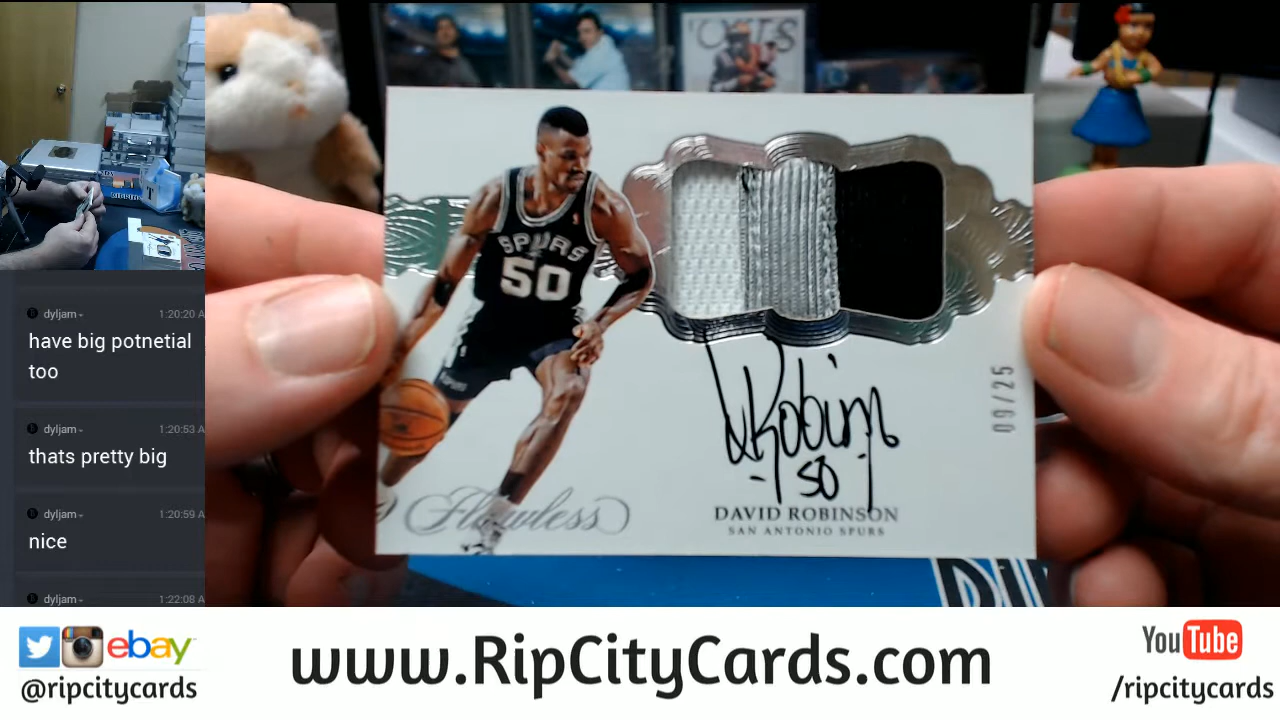 dyljam 1:20:20 A
have big potnetial
too
dyljam 1:20:53
thats pretty big
dyljam 1:20:59
nice
dyljam 1:22:08
SPURS
50
09/25
50
Flawless
DAVID ROBINSON
SAN ANTONIO SPURS
ebay
@ripcitycards
www.RipCityCards.com
YouTube
/ripcitycards